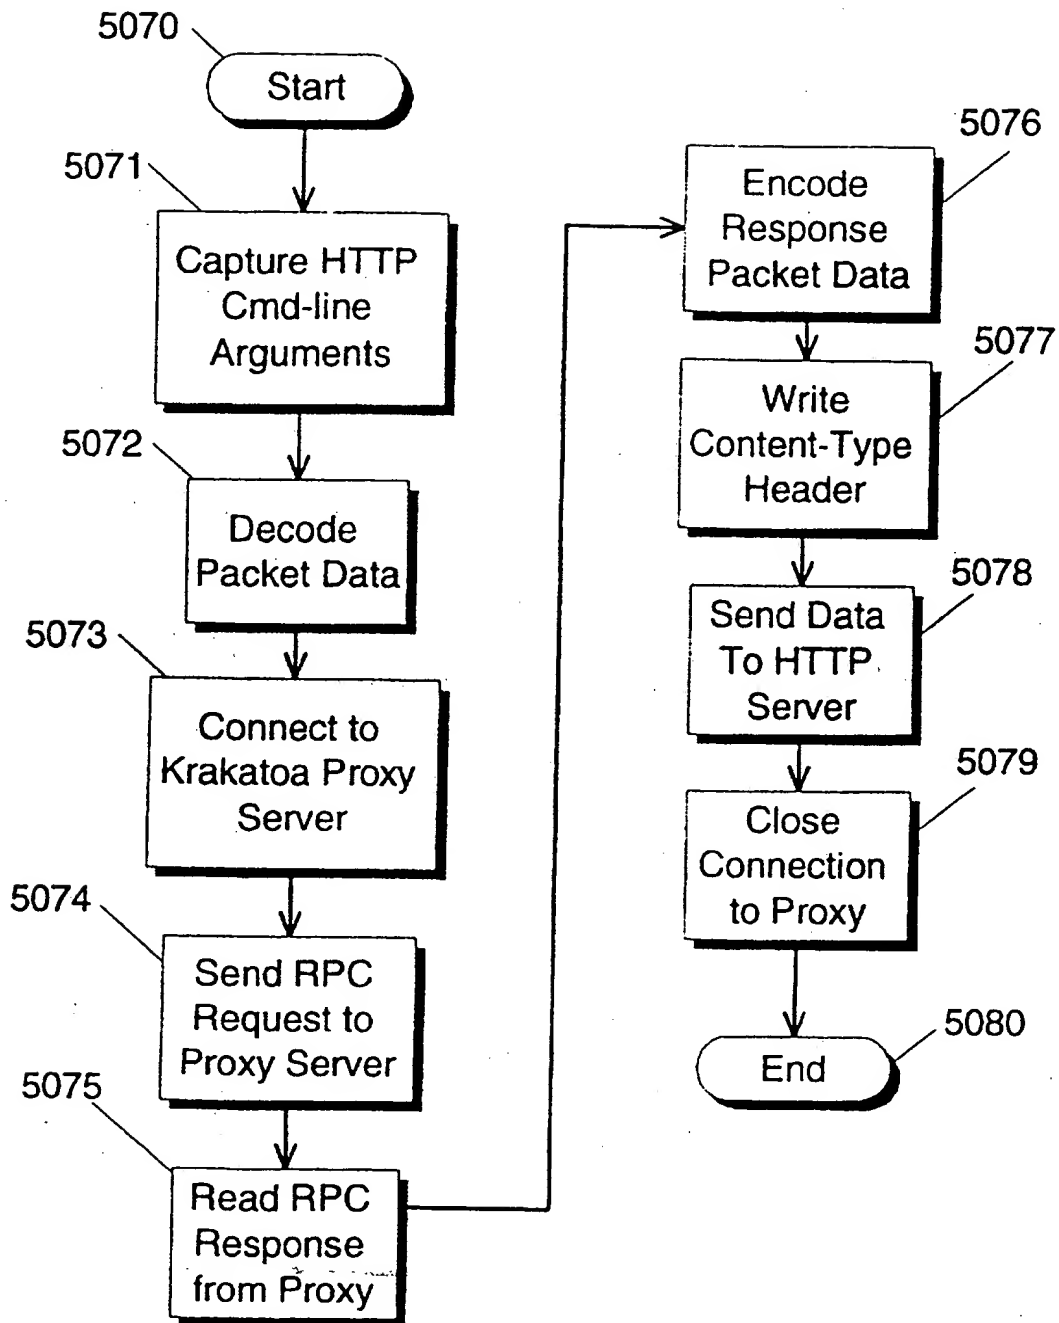 5070
Start
5071
Capture HTTP
Cmd-line
Arguments
5072
Decode
Packet Data
5073
Connect to
Krakatoa Proxy
Server
5074
Send RPC
Request to
Proxy Server
5075
Read RPC
Response
from Proxy
5076
Encode
Response
Packet Data
5077
Write
Content-Type
Header
5078
Send Data
To HTTP
Server
5079
Close
Connection
to Proxy
5080
End